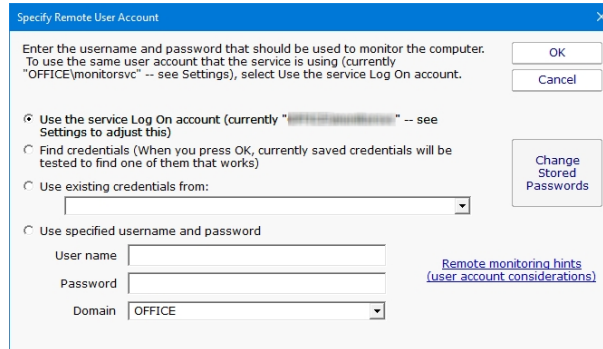 Specify Remote User Account
Enter the username and password that should be used to monitor the computer.
To use the same user account that the service is using (currently
"OFFICE\monitorsvc" -- see Settings), select Use the service Log On account.
OK
Cancel
Use the service Log On account (currently " " -- see
Settings to adjust this)
Find credentials (When you press OK, currently saved credentials will be
tested to find one of them that works)
Change
Stored
Passwords
Use existing credentials from:
Use specified username and password
User name
Password
Domain OFFICE
Remote monitoring hints
(user account considerations)